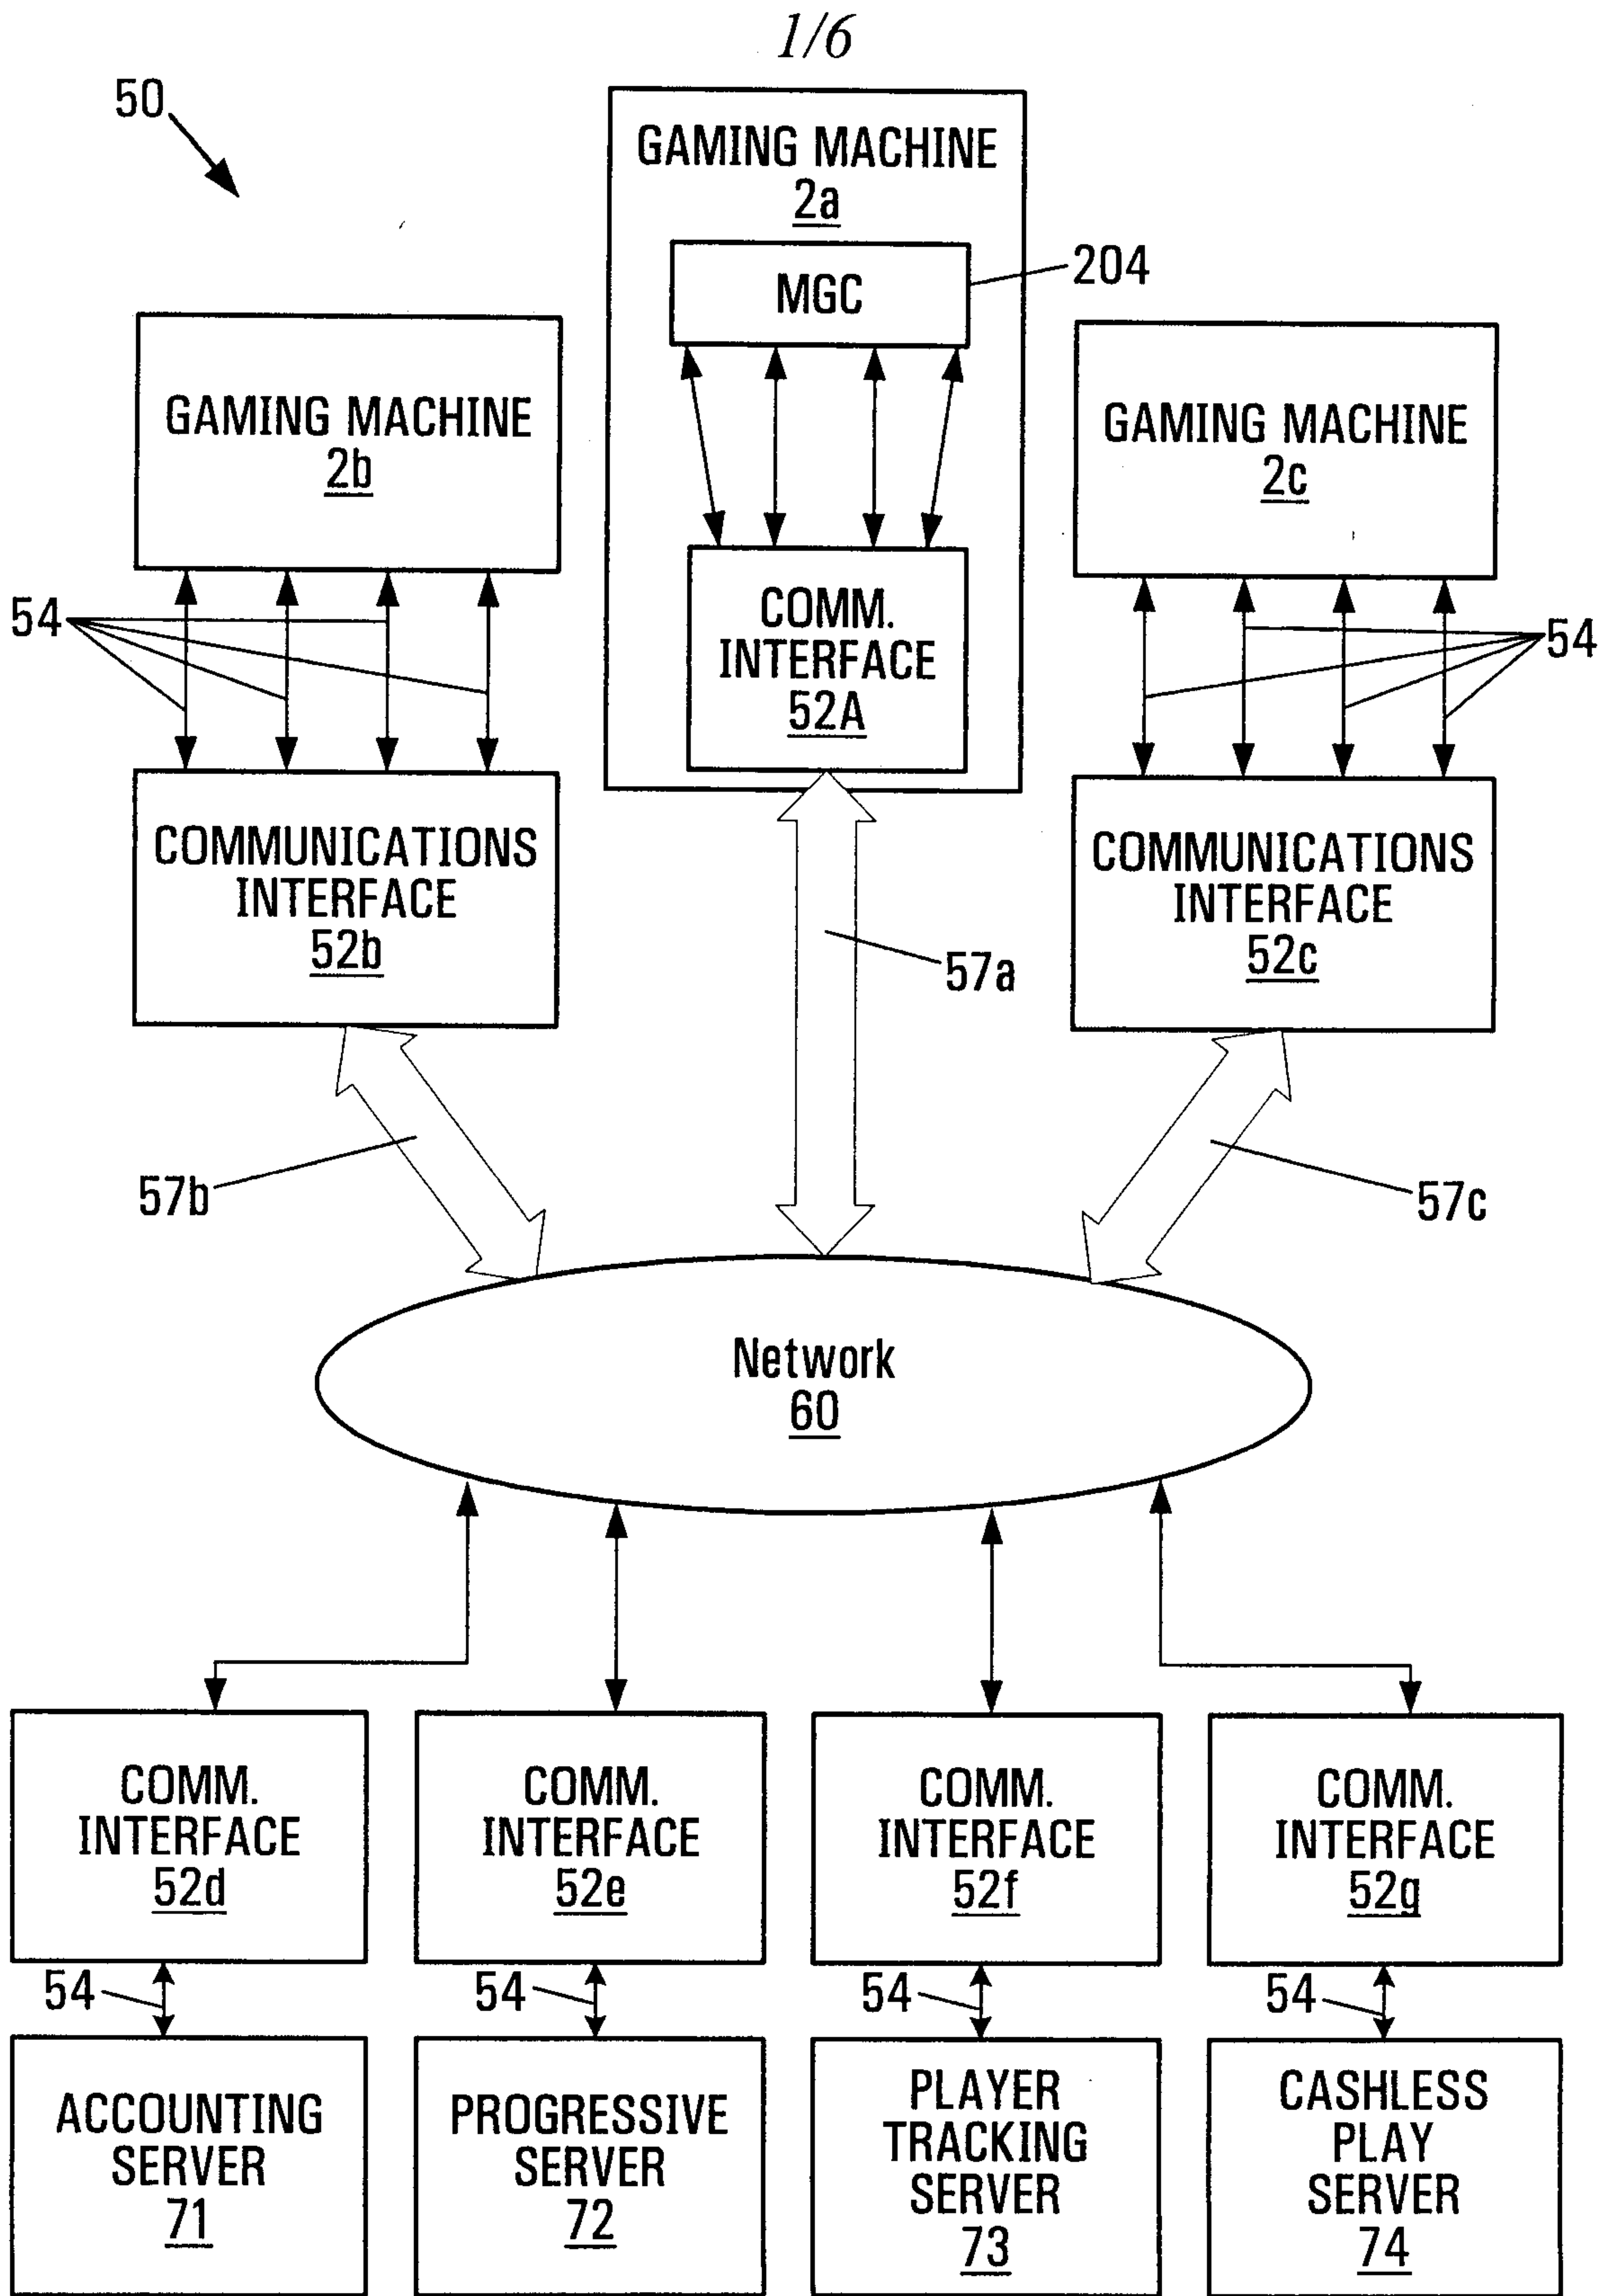 1/6
50
GAMING MACHINE
2a
MGC
204
GAMING MACHINE
2b
GAMING MACHINE
2c
54
COMM.
INTERFACE
52A
54
COMMUNICATIONS
INTERFACE
52b
COMMUNICATIONS
INTERFACE
52c
57a
57b
57c
Network
60
COMM.
INTERFACE
52d
COMM.
INTERFACE
52e
COMM.
INTERFACE
52f
COMM.
INTERFACE
52g
54
54
54
54
ACCOUNTING
SERVER
71
PROGRESSIVE
SERVER
72
PLAYER
TRACKING
SERVER
73
CASHLESS
PLAY
SERVER
74